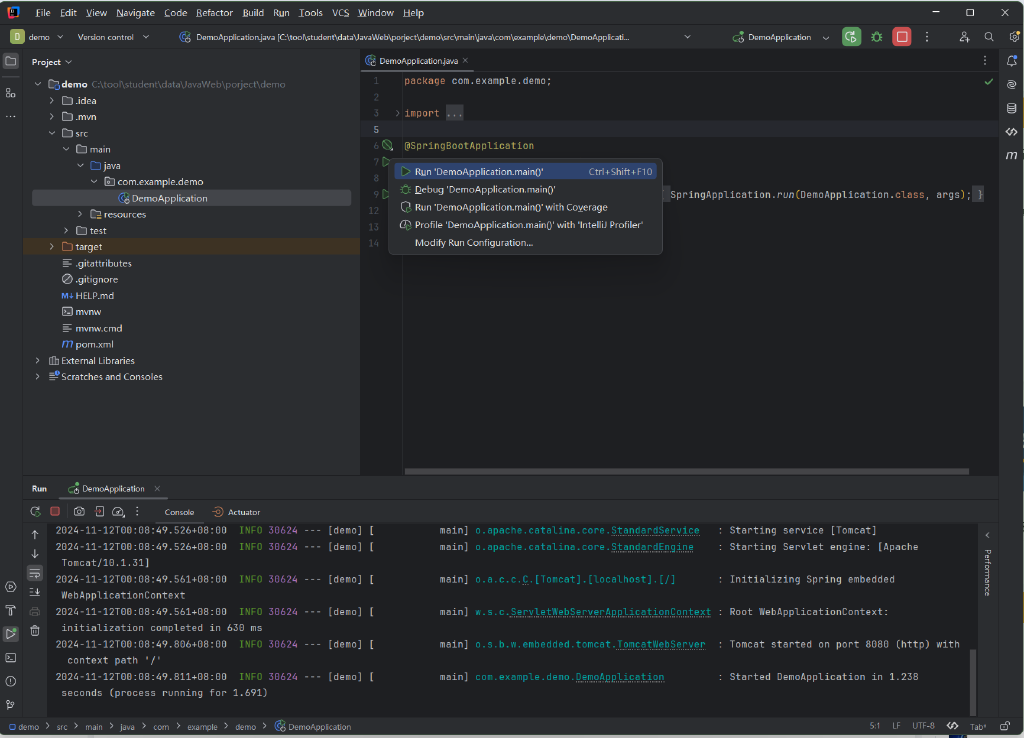 File Edit View Navigate Code Refactor Build Run Tools VCS Window Help
D demo Version control DemoApplication.java [C:\tool\student\data\JavaWeb\porject\demo\src\main\java\com\example\demo\DemoApplicati... DemoApplication
Project
demo C:\tool\student\data\JavaWeb\porject\demo
.idea
.mvn
src
main
java
com.example.demo
DemoApplication
resources
test
target
.gitattributes
.gitignore
M↓ HELP.md
mvnw
mvnw.cmd
m pom.xml
External Libraries
Scratches and Consoles
DemoApplication.java
1 package com.example.demo;
2
3 import ...
5
6 @SpringBootApplication
7
8
9 SpringApplication.run(DemoApplication.class, args); }
12
13
14
Run 'DemoApplication.main()' Ctrl+Shift+F10
Debug 'DemoApplication.main()'
Run 'DemoApplication.main()' with Coverage
Profile 'DemoApplication.main()' with 'IntelliJ Profiler'
Modify Run Configuration...
m
Run DemoApplication
Console Actuator
2024-11-12T00:08:49.526+08:00 INFO 30624 --- [demo] [ main] o.apache.catalina.core.StandardService : Starting service [Tomcat]
2024-11-12T00:08:49.526+08:00 INFO 30624 --- [demo] [ main] o.apache.catalina.core.StandardEngine : Starting Servlet engine: [Apache
Tomcat/10.1.31]
2024-11-12T00:08:49.561+08:00 INFO 30624 --- [demo] [ main] o.a.c.c.C.[Tomcat].[localhost].[/] : Initializing Spring embedded
WebApplicationContext
2024-11-12T00:08:49.561+08:00 INFO 30624 --- [demo] [ main] w.s.c.ServletWebServerApplicationContext : Root WebApplicationContext:
initialization completed in 630 ms
2024-11-12T00:08:49.806+08:00 INFO 30624 --- [demo] [ main] o.s.b.w.embedded.tomcat.TomcatWebServer : Tomcat started on port 8080 (http) with
context path '/'
2024-11-12T00:08:49.811+08:00 INFO 30624 --- [demo] [ main] com.example.demo.DemoApplication : Started DemoApplication in 1.238
seconds (process running for 1.691)
Performance
demo > src > main > java > com > example > demo > DemoApplication 5:1 LF UTF-8 Tab*